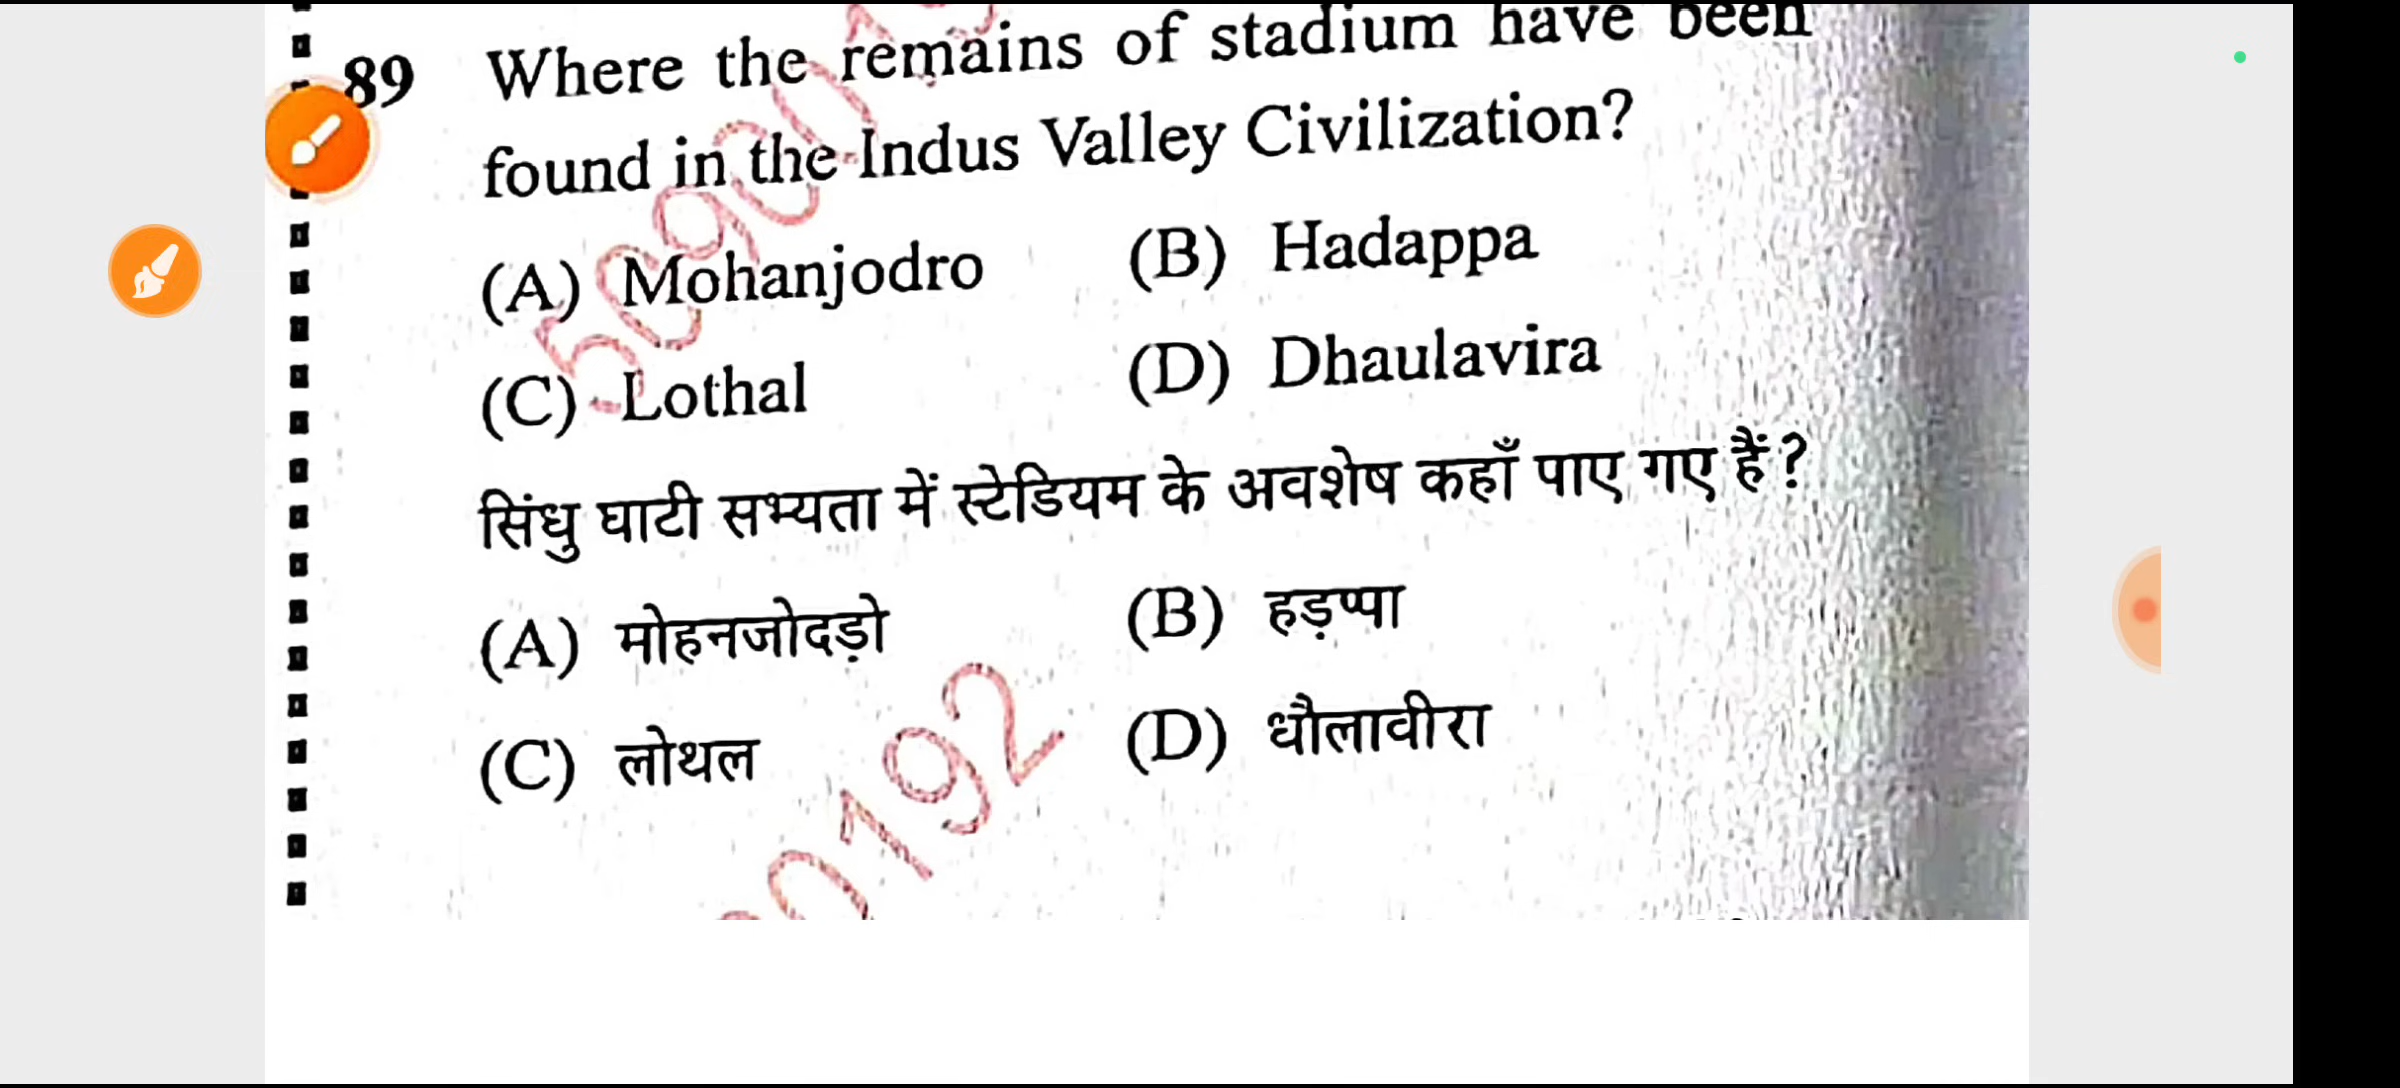 89 Where the remains of stadium have been
found in the Indus Valley Civilization?
(A) Mohanjodro (B) Hadappa
(C) Lothal (D) Dhaulavira
सिंधु घाटी सभ्यता में स्टेडियम के अवशेष कहाँ पाए गए हैं?
(A) मोहनजोदड़ो (B) हड़प्पा
(C) लोथल (D) धौलावीरा